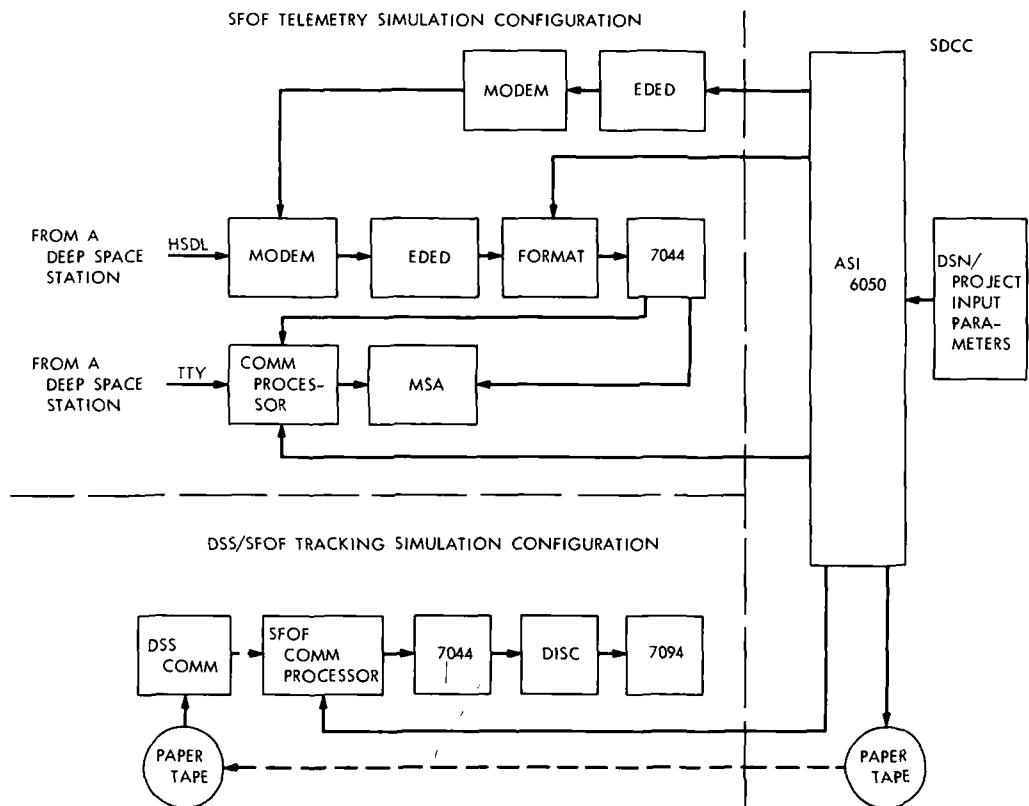 SFOF TELEMETRY SIMULATION CONFIGURATION
SDCC
MODEM
EDED
FROM A
DEEP SPACE
STATION
HSDL
MODEM
EDED
FORMAT
7044
ASI
6050
DSN/
PROJECT
INPUT
PARA-
METERS
FROM A
DEEP SPACE
STATION
TTY
COMM
PROCES-
SOR
MSA
DSS/SFOF TRACKING SIMULATION CONFIGURATION
DSS
COMM
SFOF
COMM
PROCESSOR
7044
DISC
7094
PAPER
TAPE
PAPER
TAPE